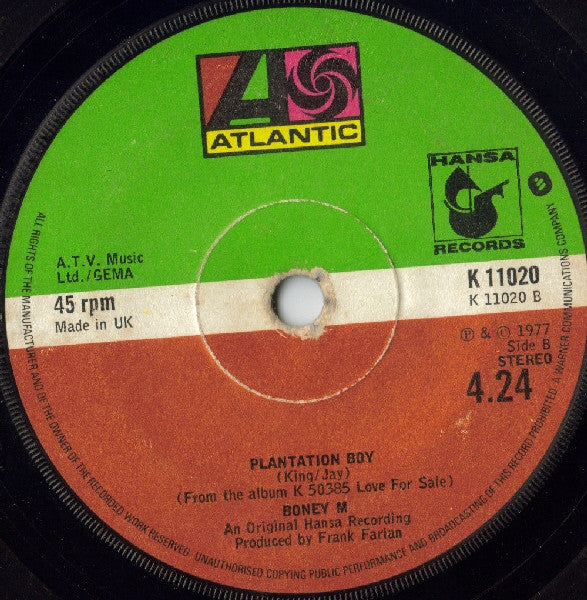 ATLANTIC
HANSA
RECORDS
A.T.V. Music
Ltd./GEMA
45 rpm
Made in UK
K 11020
K 11020 B
Ⓟ & © 1977
Side B
STEREO
4.24
PLANTATION BOY
(King/Jay)
(From the album K 50385 Love For Sale)
BONEY M
An Original Hansa Recording
Produced by Frank Farian
ALL RIGHTS OF THE MANUFACTURER AND OF THE OWNER OF THE RECORDED WORK RESERVED. UNAUTHORISED COPYING PUBLIC PERFORMANCE AND BROADCASTING OF THIS RECORD PROHIBITED. A WARNER COMMUNICATIONS COMPANY